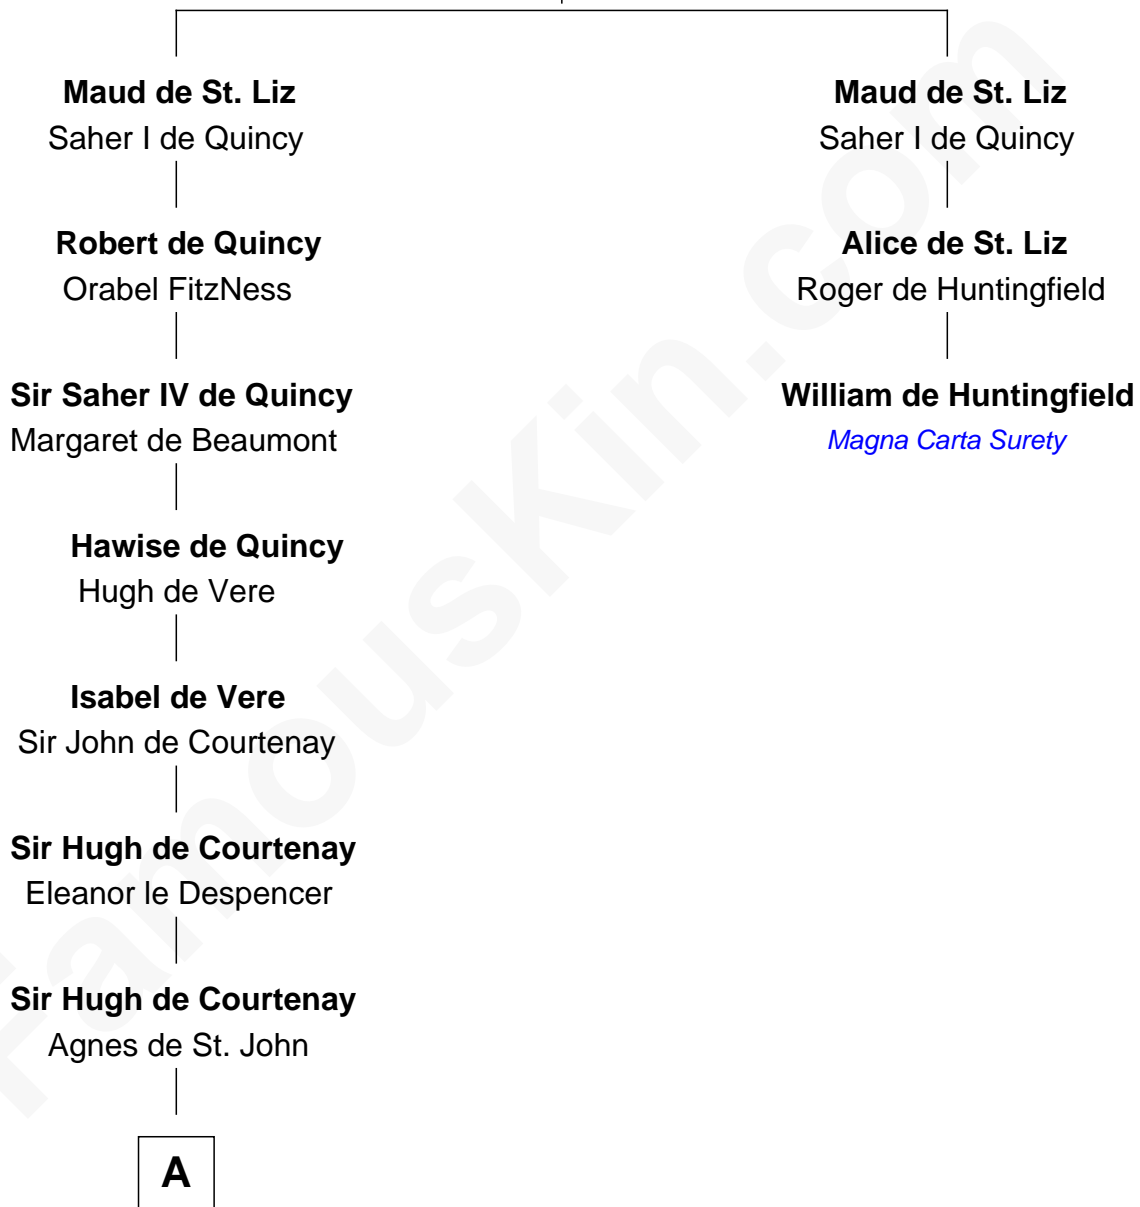 Maud de St. Liz
Saher I de Quincy
Maud de St. Liz
Saher I de Quincy
Robert de Quincy
Orabel FitzNess
Alice de St. Liz
Roger de Huntingfield
Sir Saher IV de Quincy
Margaret de Beaumont
William de Huntingfield
Magna Carta Surety
Hawise de Quincy
Hugh de Vere
Isabel de Vere
Sir John de Courtenay
Sir Hugh de Courtenay
Eleanor le Despencer
Sir Hugh de Courtenay
Agnes de St. John
A
FamousKin.com